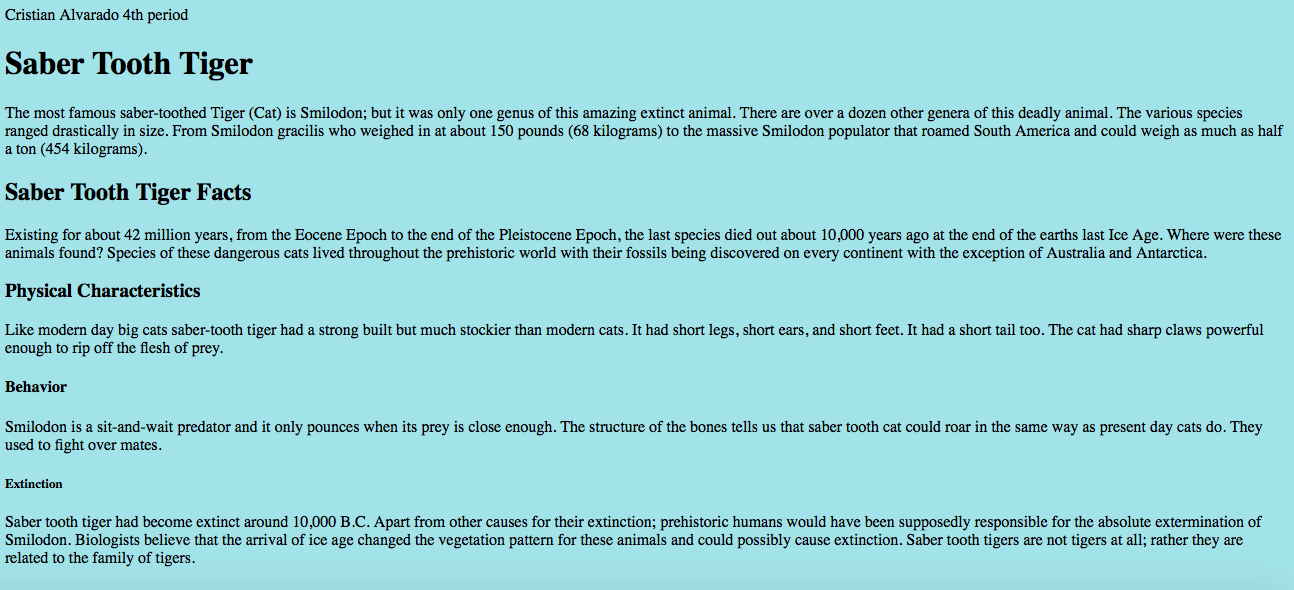 Cristian Alvarado 4th period
Saber Tooth Tiger
The most famous saber-toothed Tiger (Cat) is Smilodon; but it was only one genus of this amazing extinct animal. There are over a dozen other genera of this deadly animal. The various species
ranged drastically in size. From Smilodon gracilis who weighed in at about 150 pounds (68 kilograms) to the massive Smilodon populator that roamed South America and could weigh as much as half
a ton (454 kilograms).
Saber Tooth Tiger Facts
Existing for about 42 million years, from the Eocene Epoch to the end of the Pleistocene Epoch, the last species died out about 10,000 years ago at the end of the earths last Ice Age. Where were these
animals found? Species of these dangerous cats lived throughout the prehistoric world with their fossils being discovered on every continent with the exception of Australia and Antarctica.
Physical Characteristics
Like modern day big cats saber-tooth tiger had a strong built but much stockier than modern cats. It had short legs, short ears, and short feet. It had a short tail too. The cat had sharp claws powerful
enough to rip off the flesh of prey.
Behavior
Smilodon is a sit-and-wait predator and it only pounces when its prey is close enough. The structure of the bones tells us that saber tooth cat could roar in the same way as present day cats do. They
used to fight over mates.
Extinction
Saber tooth tiger had become extinct around 10,000 B.C. Apart from other causes for their extinction; prehistoric humans would have been supposedly responsible for the absolute extermination of
Smilodon. Biologists believe that the arrival of ice age changed the vegetation pattern for these animals and could possibly cause extinction. Saber tooth tigers are not tigers at all; rather they are
related to the family of tigers.